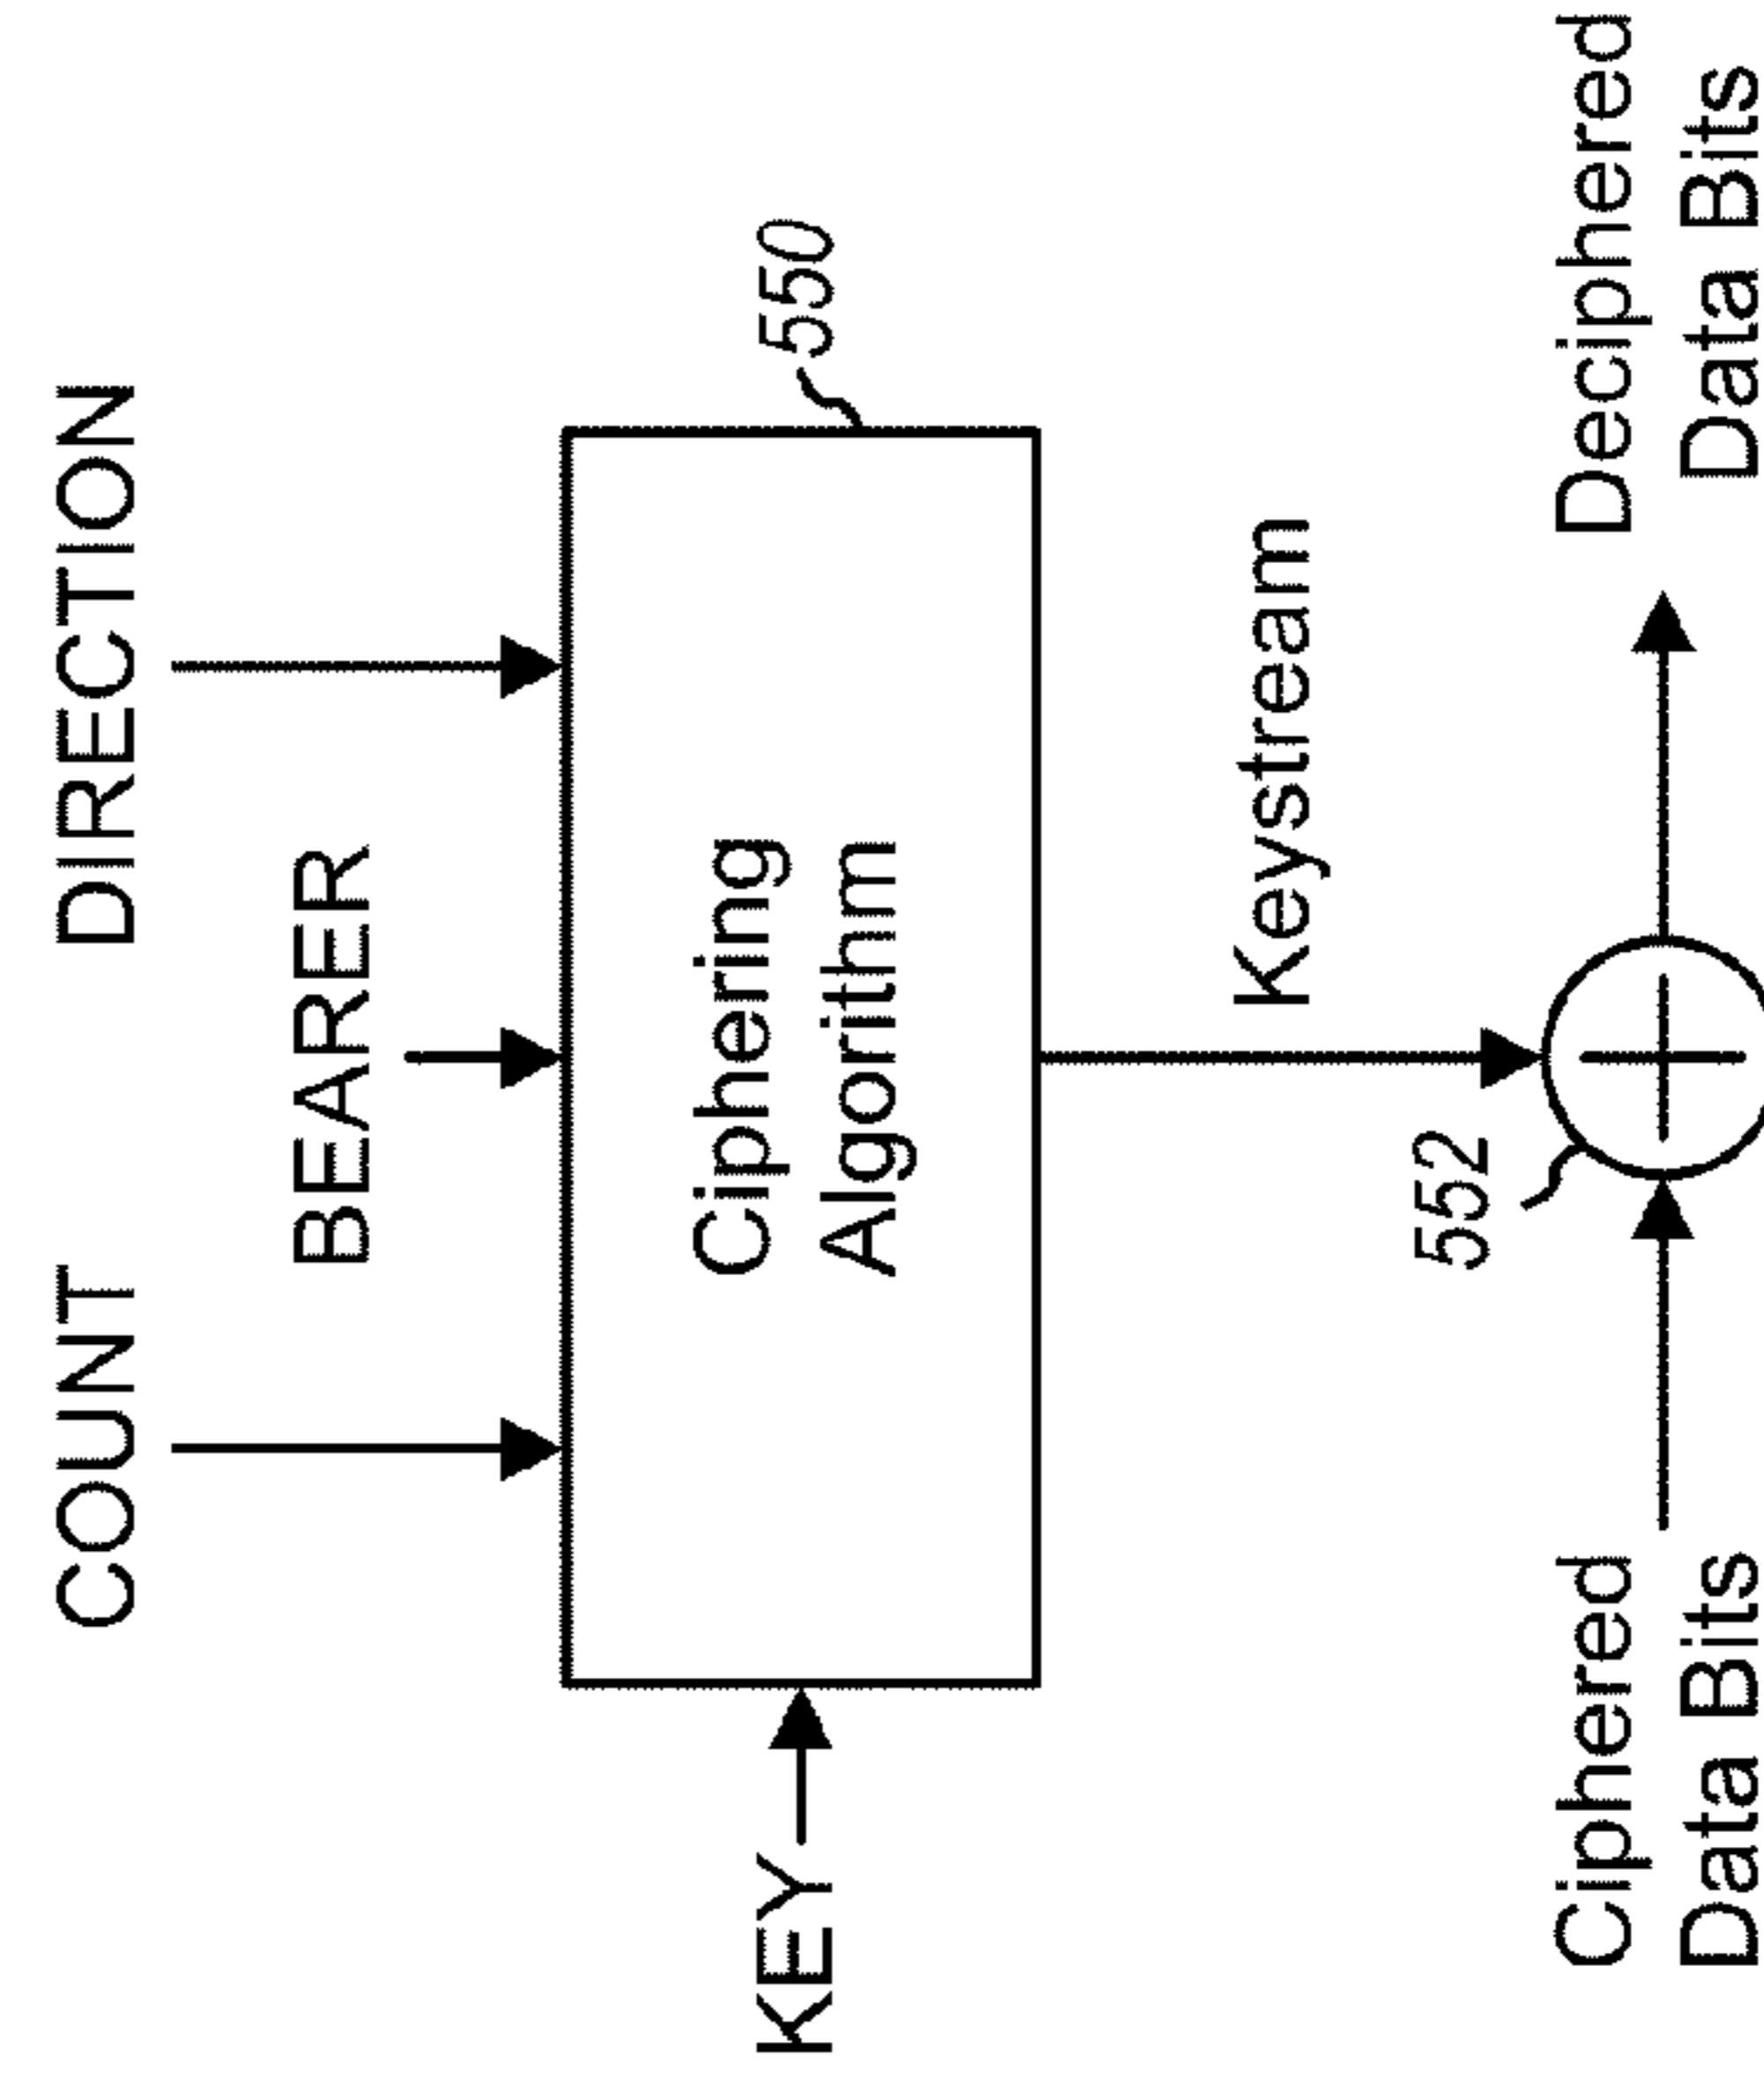 COUNT
DIRECTION
BEARER
KEY
Ciphering
Algorithm
550
Keystream
552
Ciphered
Data Bits
Deciphered
Data Bits